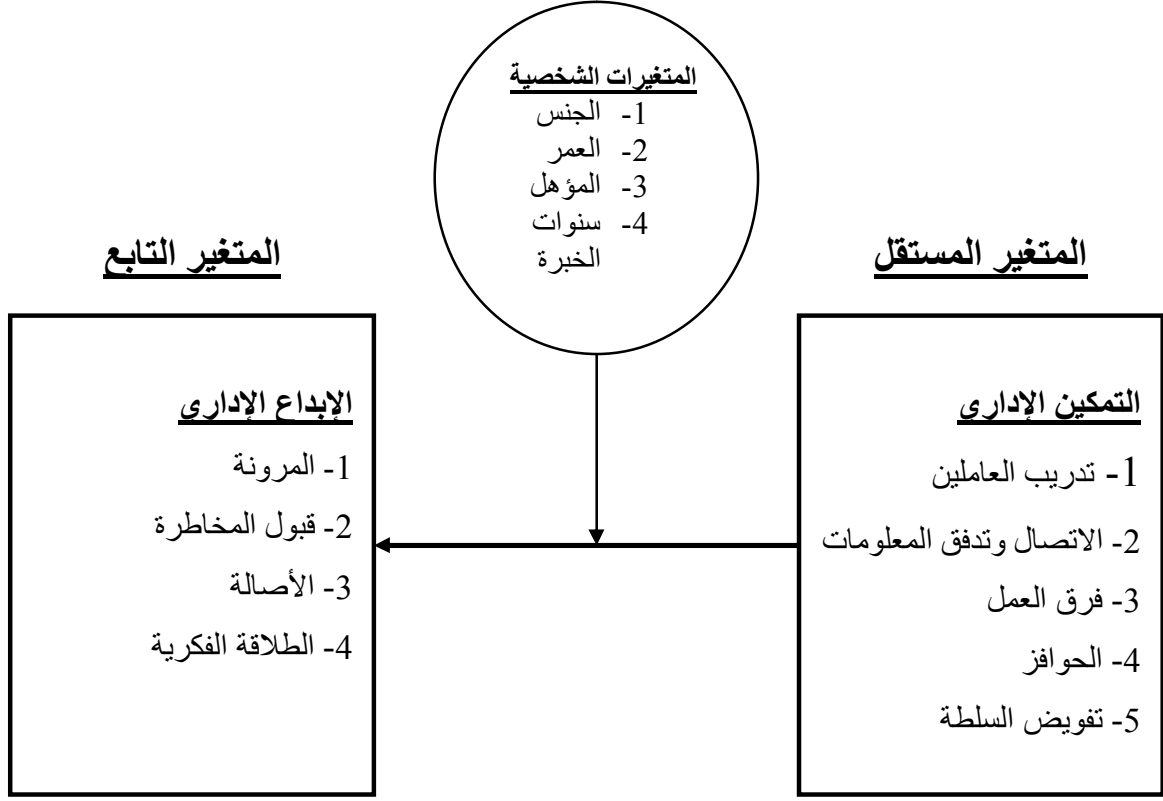 المتغيرات الشخصية
1- الجنس
2- العمر
3- المؤهل
4- سنوات
الخبرة
المتغير المستقل
المتغير التابع
التمكين الإداري
1- تدريب العاملين
2- الاتصال وتدفق المعلومات
3- فرق العمل
4- الحوافز
5- تفويض السلطة
الإبداع الإداري
1- المرونة
2- قبول المخاطرة
3- الأصالة
4- الطلاقة الفكرية